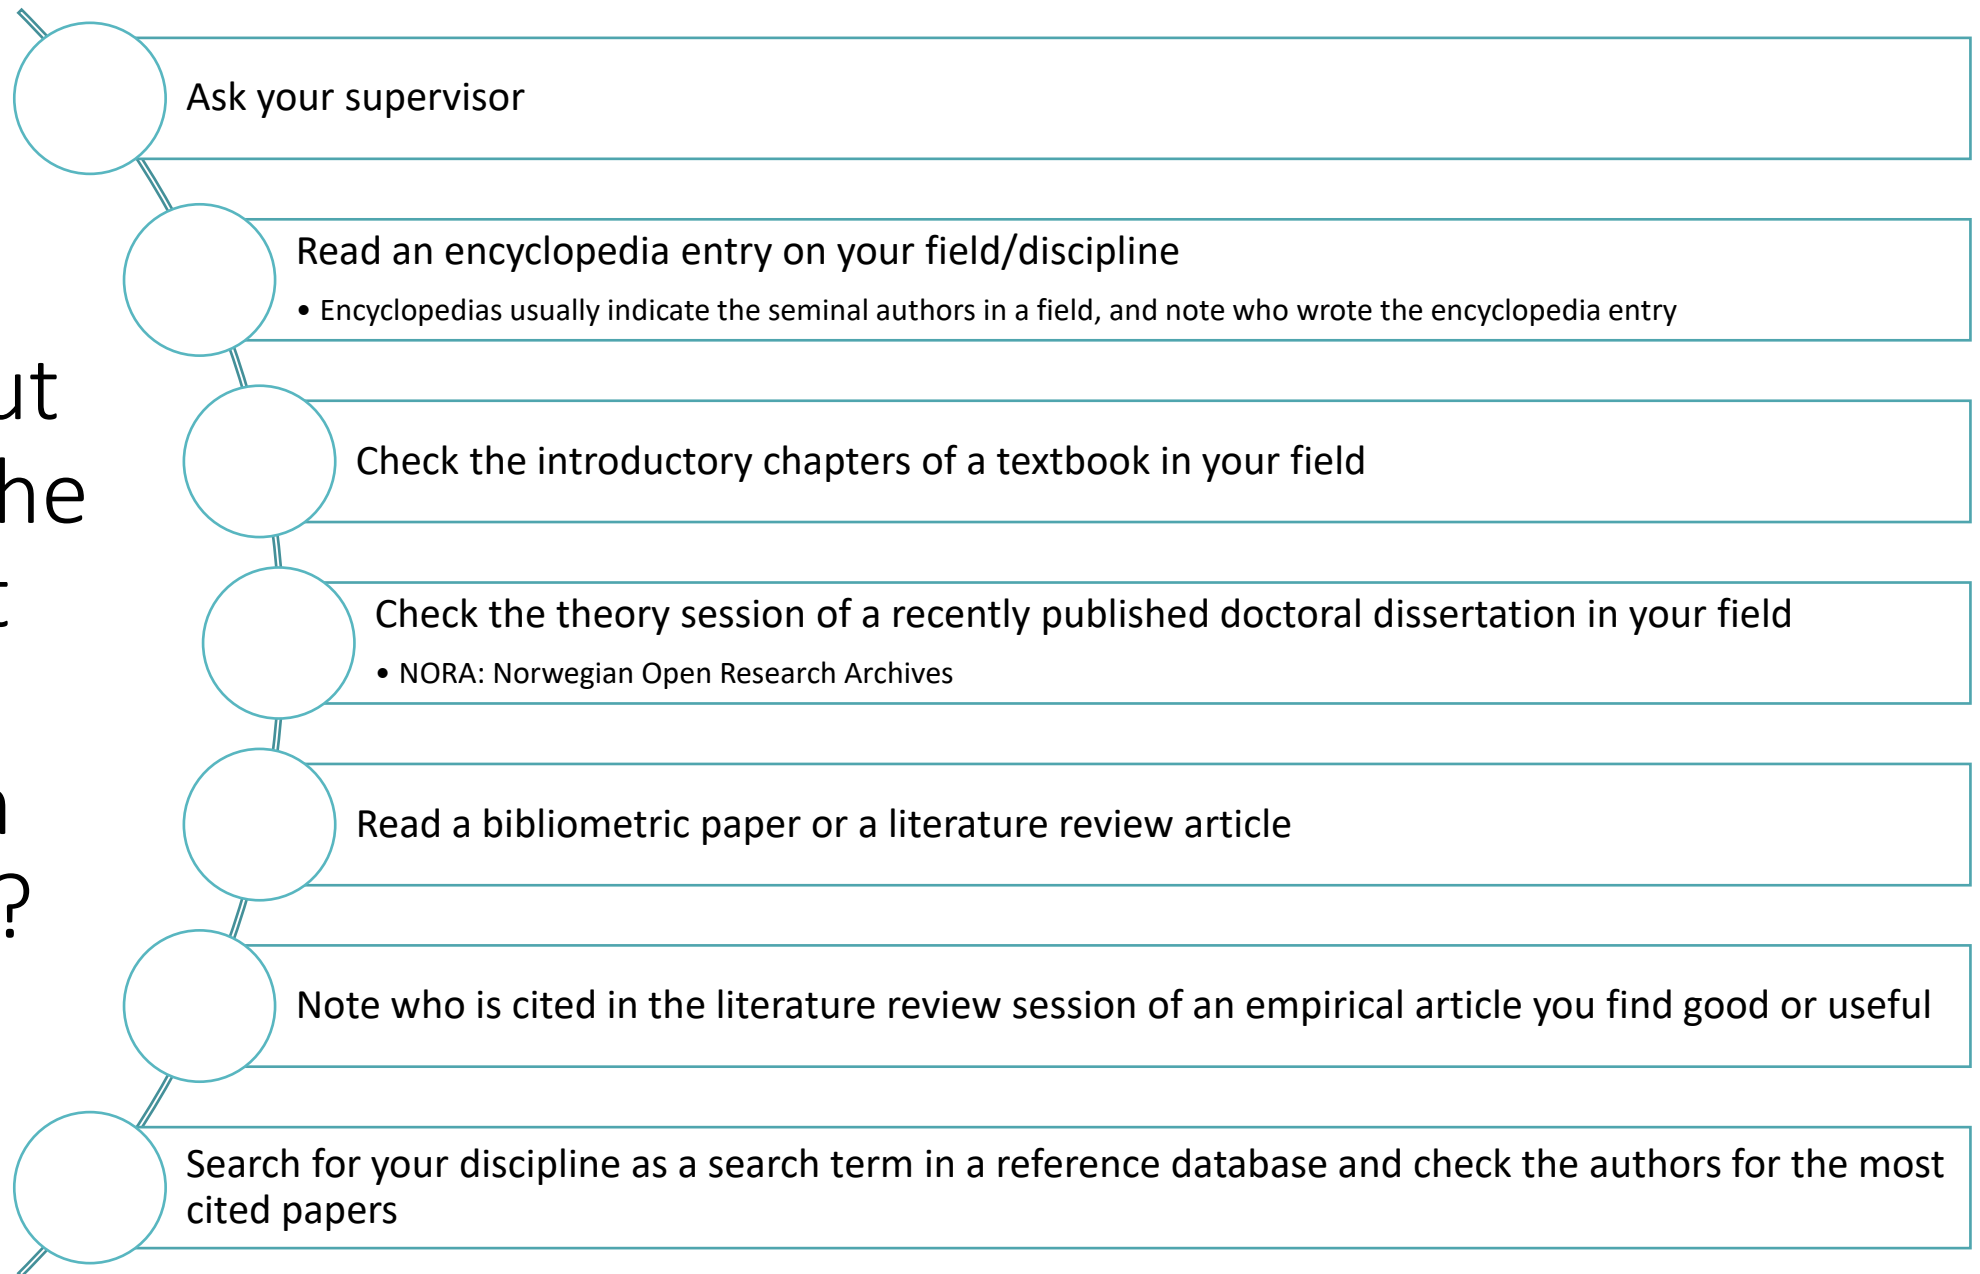 ut
he
t
n
?
Ask your supervisor
Read an encyclopedia entry on your field/discipline
• Encyclopedias usually indicate the seminal authors in a field, and note who wrote the encyclopedia entry
Check the introductory chapters of a textbook in your field
Check the theory session of a recently published doctoral dissertation in your field
• NORA: Norwegian Open Research Archives
Read a bibliometric paper or a literature review article
Note who is cited in the literature review session of an empirical article you find good or useful
Search for your discipline as a search term in a reference database and check the authors for the most
cited papers